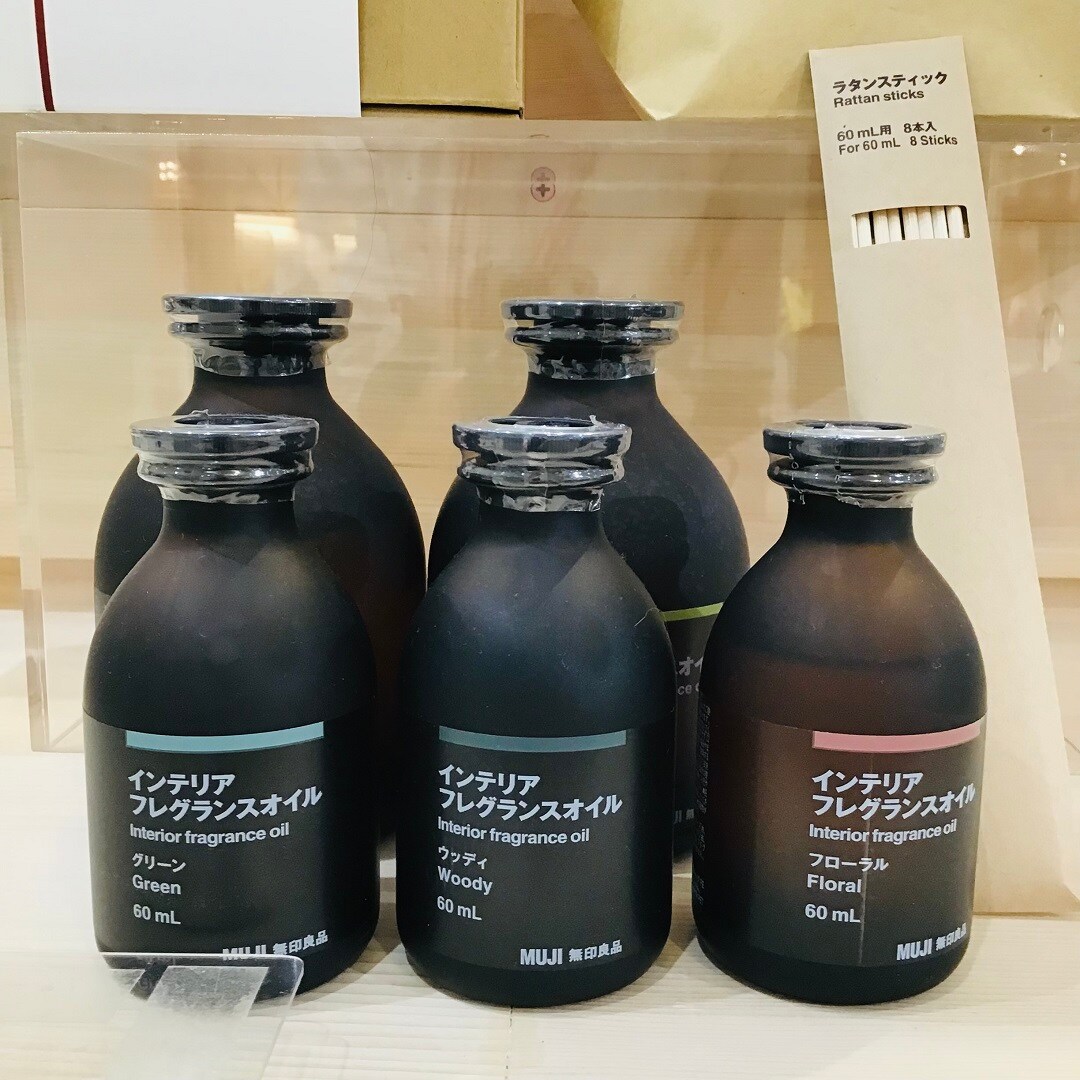 ラタンスティック
Rattan sticks
60 mL用 8本入
For 60 mL 8 Sticks
インテリア
フレグランスオイル
Interior fragrance oil
グリーン
Green
60 mL
MUJI 無印良品
インテリア
フレグランスオイル
Interior fragrance oil
ウッディ
Woody
60 mL
MUJI 無印良品
インテリア
フレグランスオイル
Interior fragrance oil
フローラル
Floral
60 mL
MUJI 無印良品